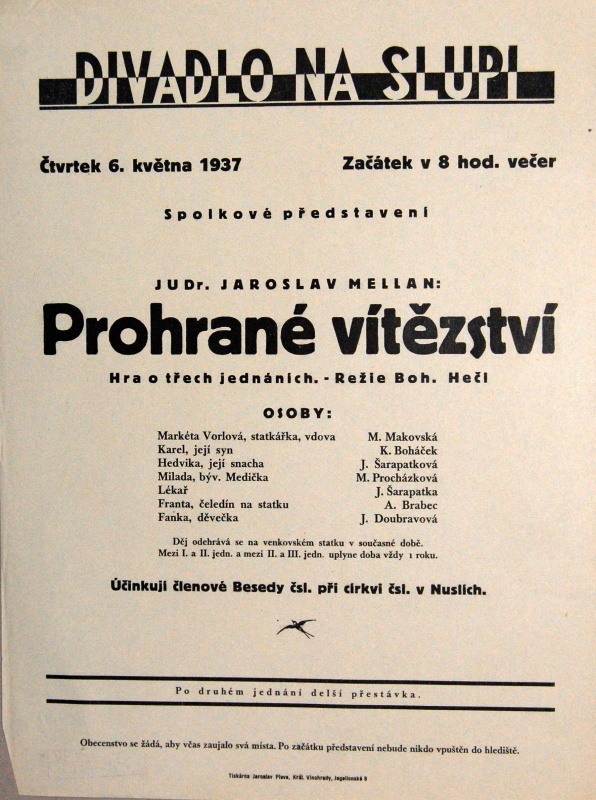 DIVADLO NA SLUPI
Čtvrtek 6. května 1937 Začátek v 8 hod. večer
Spolkové představení
JUDr. JAROSLAV MELLAN:
Prohrané vítězství
Hra o třech jednáních. - Režie Boh. Hečl
OSOBY:
Markéta Vorlová, statkářka, vdova M. Makovská
Karel, její syn K. Boháček
Hedvika, její snacha J. Šarapatková
Milada, býv. Medička M. Procházková
Lékař J. Šarapatka
Franta, čeledín na statku A. Brabec
Fanka, děvečka J. Doubravová
Děj odehrává se na venkovském statku v současné době.
Mezi I. a II. jedn. a mezi II. a III. jedn. uplyne doba vždy 1 roku.
Účinkují členové Besedy čsl. při církvi čsl. v Nuslích.
Po druhém jednání delší přestávka.
Obecenstvo se žádá, aby včas zaujalo svá místa. Po začátku představení nebude nikdo vpuštěn do hlediště.
Tiskárna Jaroslav Pleva, Král. Vinohrady, Jagellonská 8